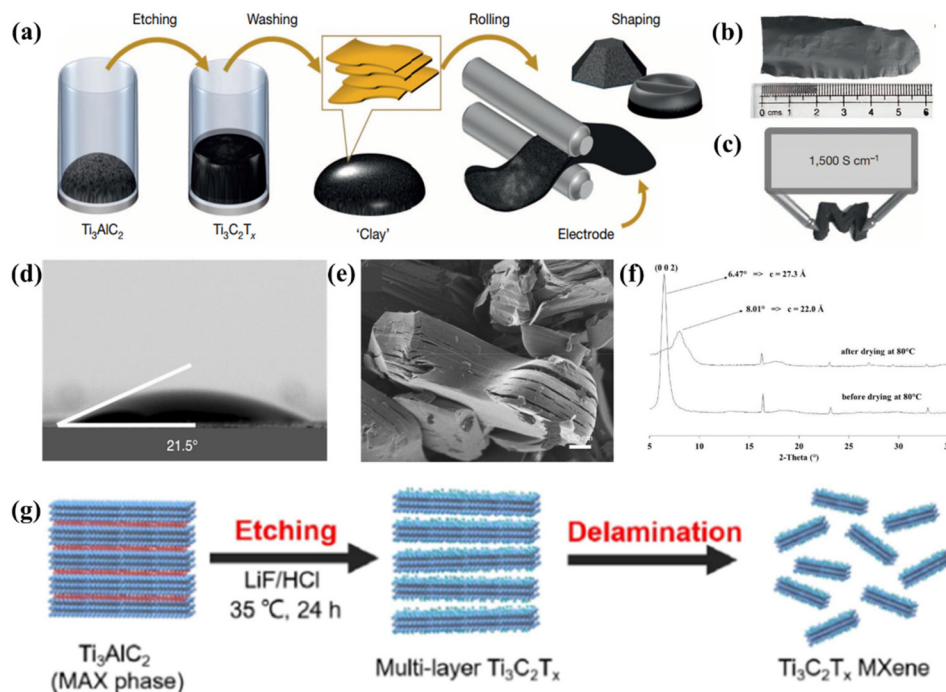 (a)
Etching
Washing
Rolling
Shaping
Ti₃AlC₂
Ti₃C₂Tₓ
'Clay'
Electrode
(b)
0 cms 1 2 3 4 5 6
(c)
1,500 S cm⁻¹
(d)
21.5°
(e)
(f)
(0 0 2)
6.47° => c = 27.3 Å
8.01° => c = 22.0 Å
after drying at 80°C
before drying at 80°C
5 10 15 20 25 30
2-Theta (°)
(g)
Etching
LiF/HCl
35 ℃, 24 h
Delamination
Ti₃AlC₂
(MAX phase)
Multi-layer Ti₃C₂Tₓ
Ti₃C₂Tₓ MXene